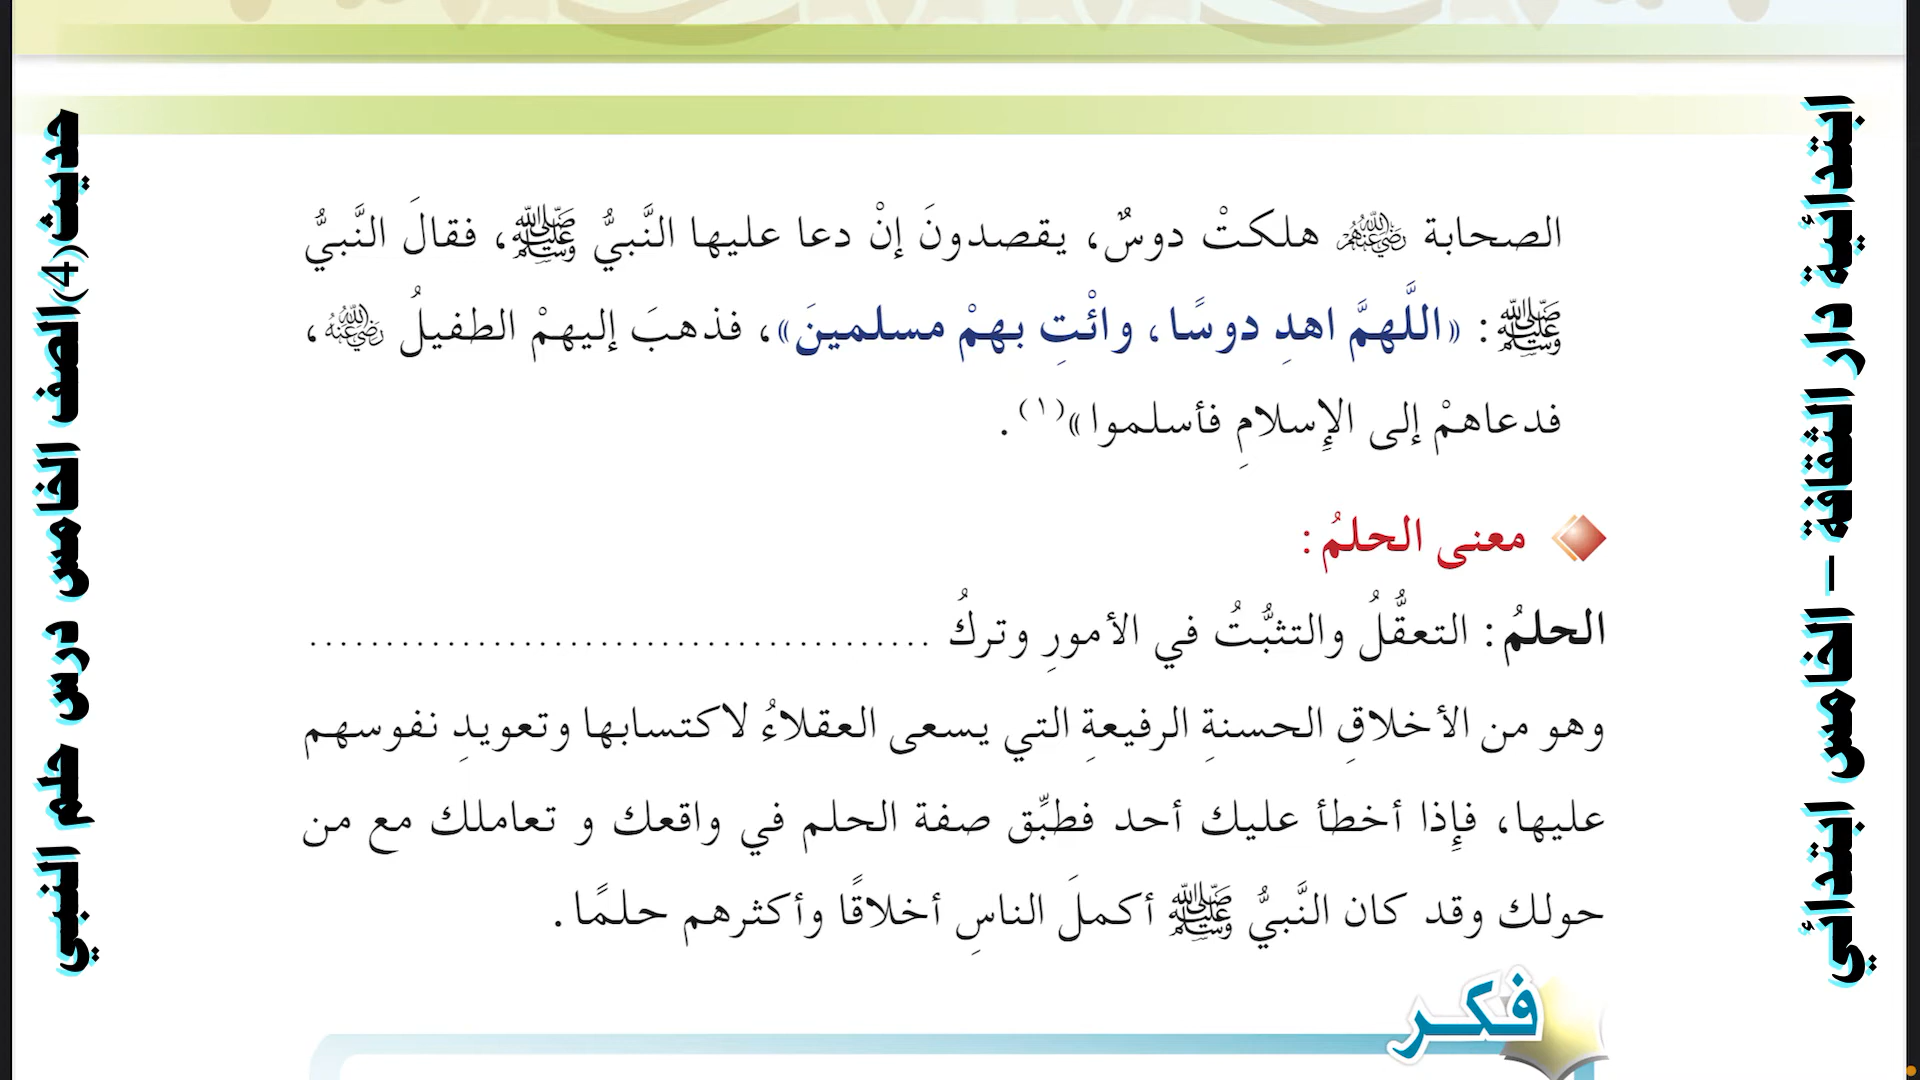 الصحابة رضي الله عنهم هلكتْ دوسٌ، يقصدونَ إنْ دعا عليها النَّبيُّ ﷺ، فقالَ النَّبيُّ
ﷺ: «اللَّهمَّ اهدِ دوسًا، وائْتِ بهمْ مسلمينَ»، فذهبَ إليهمْ الطفيلُ رضي الله عنه،
فدعاهمْ إلى الإِسلامِ فأسلموا»(١).
معنى الحلمُ:
الحلمُ: التعقُّلُ والتثبُّتُ في الأمورِ وتركُ ........................................
وهو من الأخلاقِ الحسنةِ الرفيعةِ التي يسعى العقلاءُ لاكتسابها وتعويدِ نفوسهم
عليها، فإِذا أخطأ عليك أحد فطبِّق صفة الحلم في واقعك و تعاملك مع من
حولك وقد كان النَّبيُّ ﷺ أكملَ الناسِ أخلاقًا وأكثرهم حلمًا.
فكر
ابتدائية دار الثقافة – الخامس ابتدائي
حديث(4)الصف الخامس درس حلم النبي